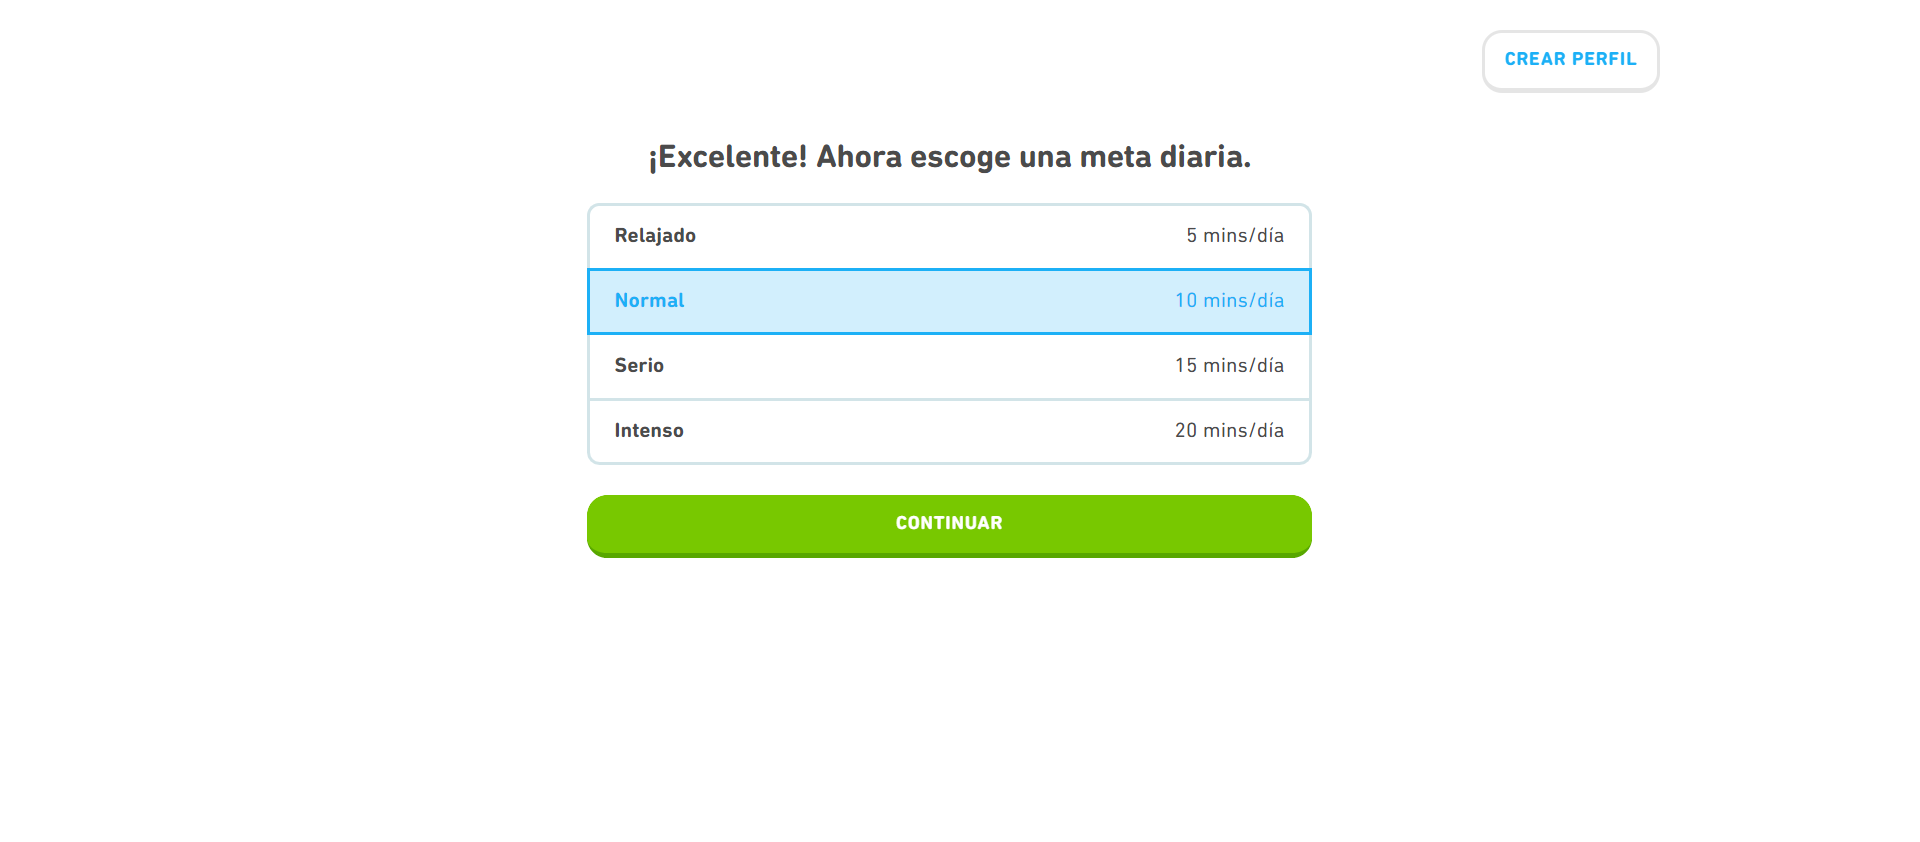 CREAR PERFIL
¡Excelente! Ahora escoge una meta diaria.
Relajado 5 mins/día
Normal 10 mins/día
Serio 15 mins/día
Intenso 20 mins/día
CONTINUAR